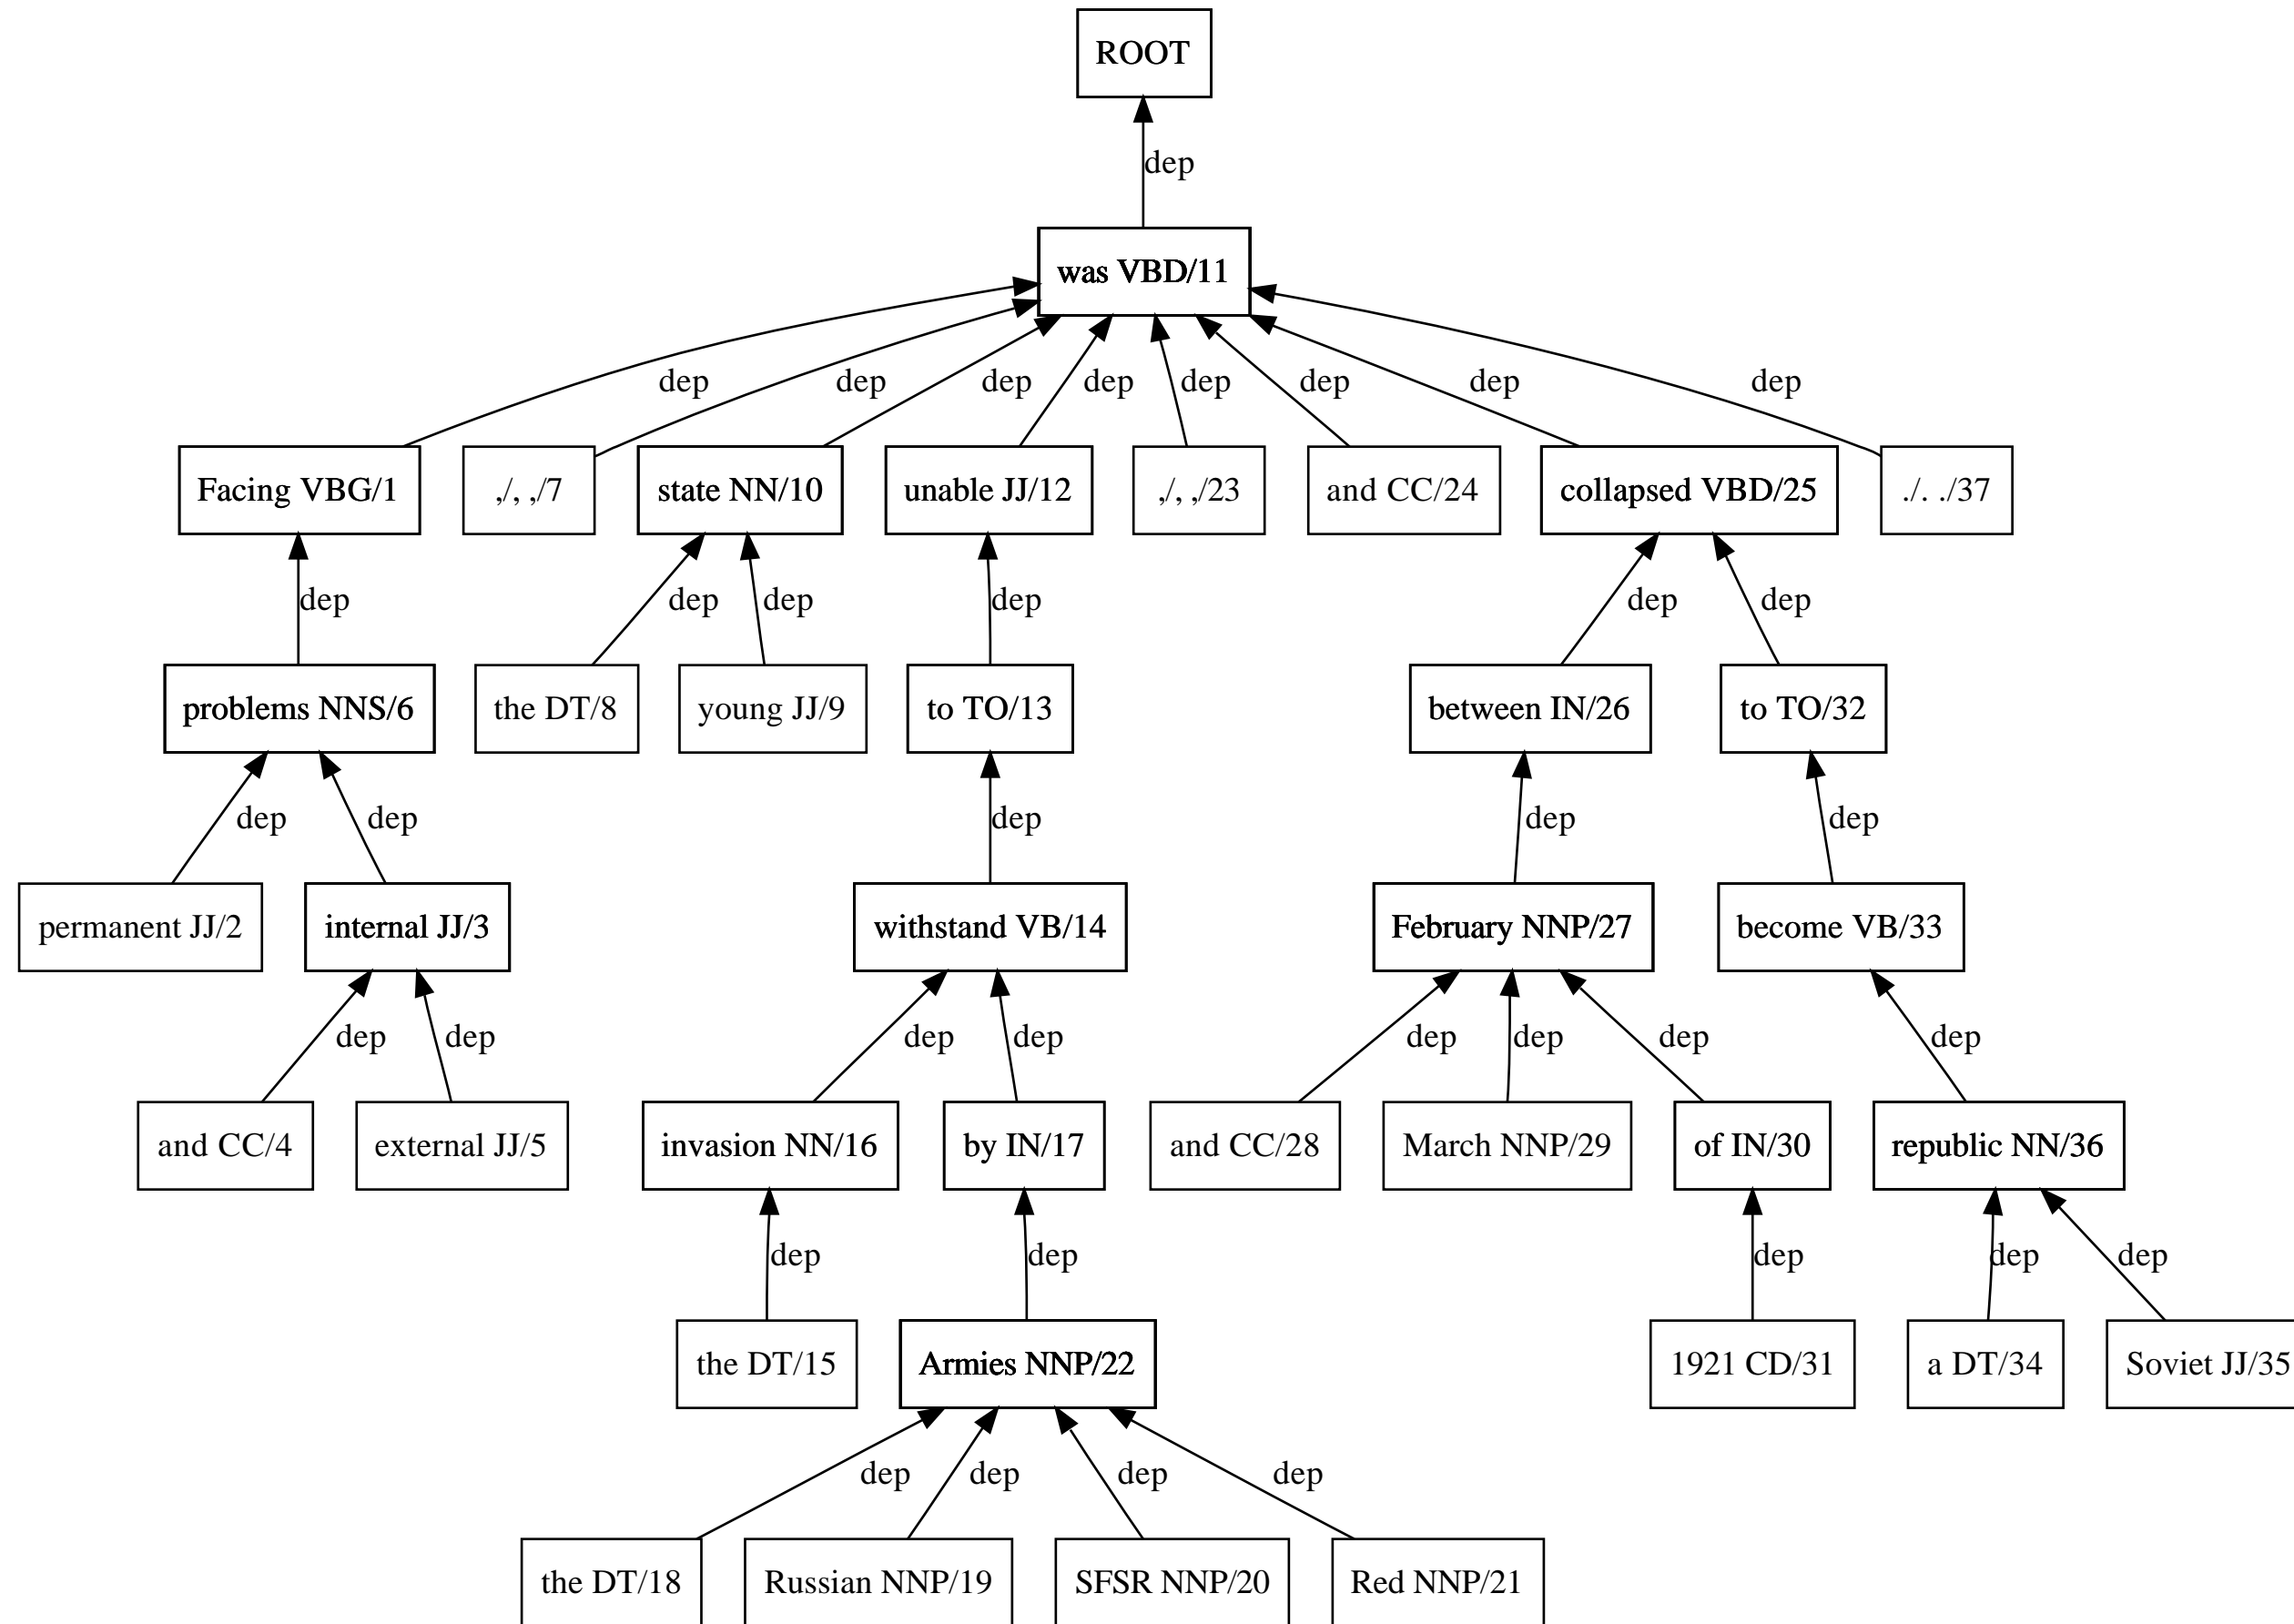 ROOT
dep
was VBD/11
dep dep dep dep dep dep dep dep
Facing VBG/1 ,/, ,/7 state NN/10 unable JJ/12 ,/, ,/23 and CC/24 collapsed VBD/25 ./. ./37
dep dep dep dep dep dep
problems NNS/6 the DT/8 young JJ/9 to TO/13 between IN/26 to TO/32
dep dep dep dep dep
permanent JJ/2 internal JJ/3 withstand VB/14 February NNP/27 become VB/33
dep dep dep dep dep dep dep dep
and CC/4 external JJ/5 invasion NN/16 by IN/17 and CC/28 March NNP/29 of IN/30 republic NN/36
dep dep dep dep dep
the DT/15 Armies NNP/22 1921 CD/31 a DT/34 Soviet JJ/35
dep dep dep dep
the DT/18 Russian NNP/19 SFSR NNP/20 Red NNP/21